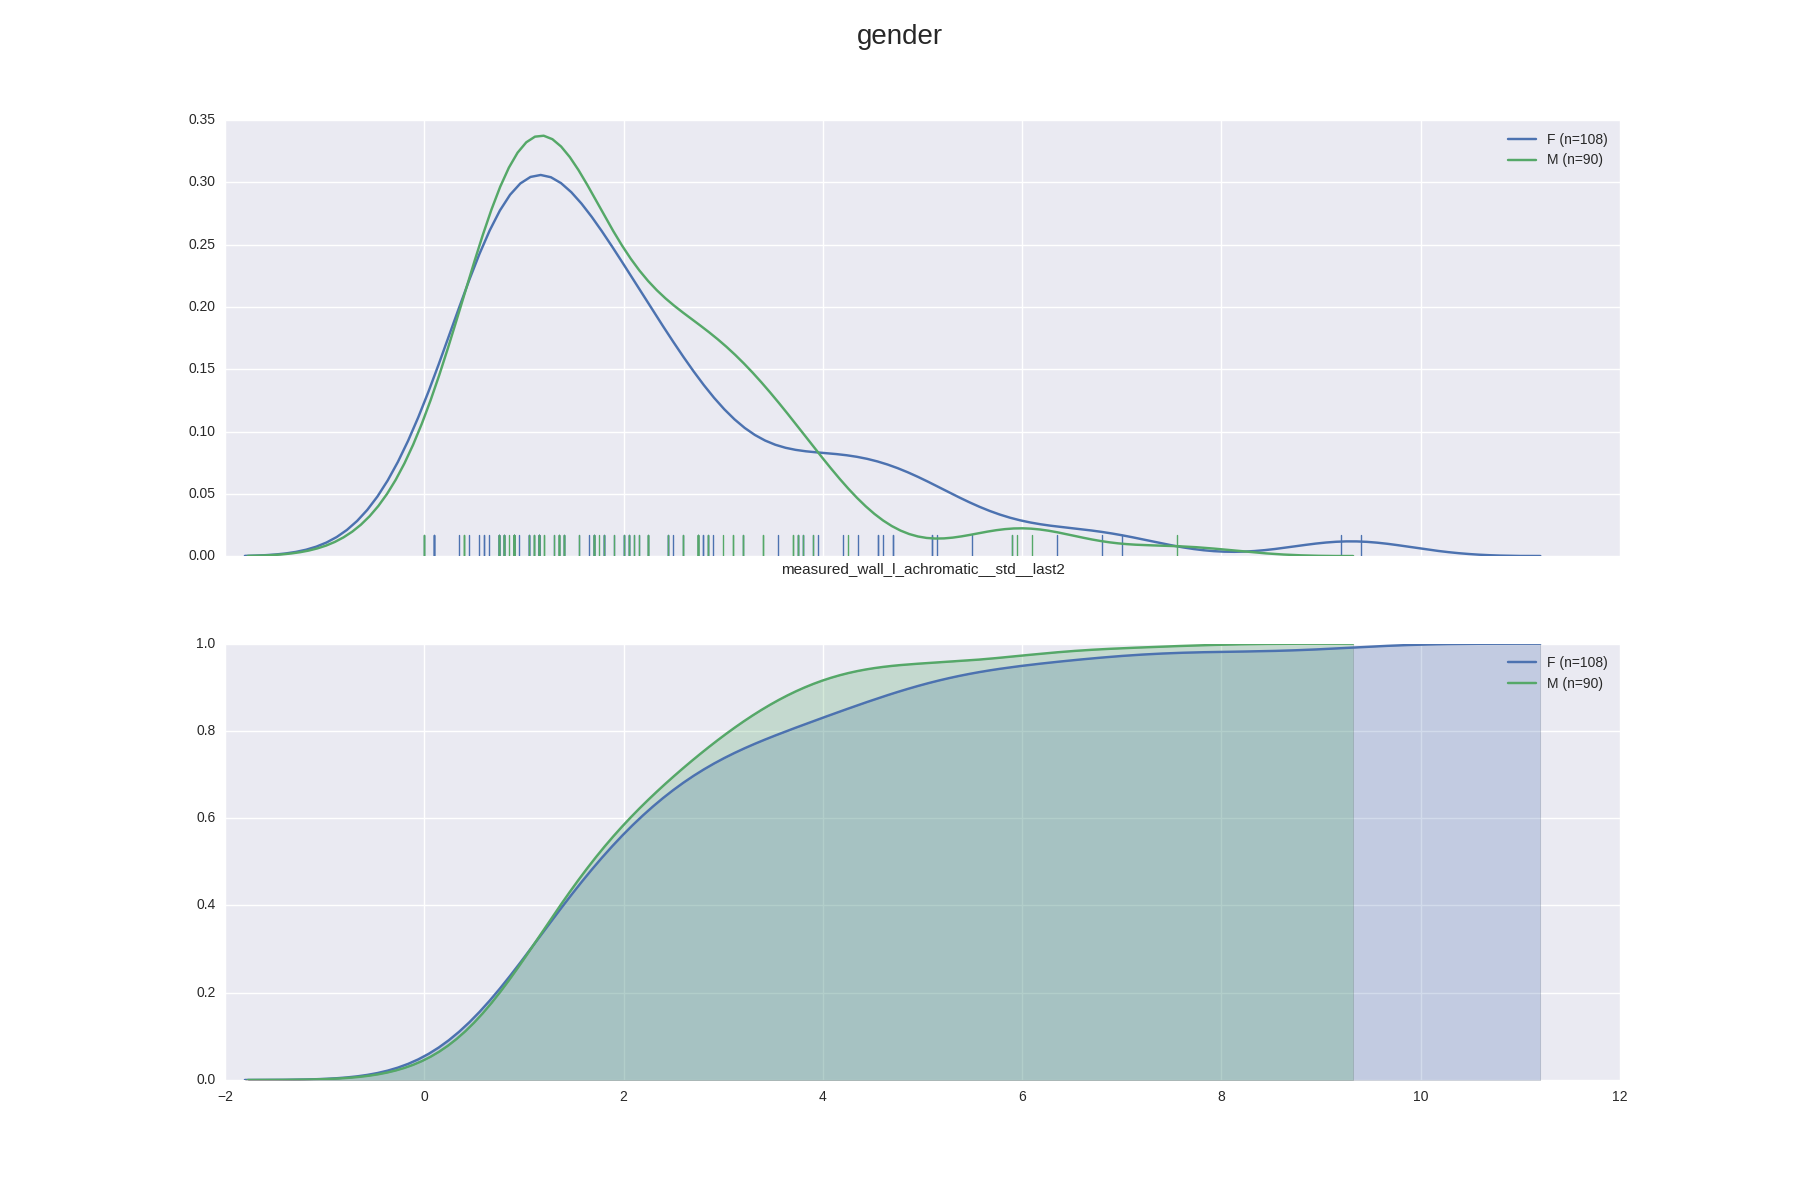 gender
0.35
0.30
0.25
0.20
0.15
0.10
0.05
0.00
F (n=108)
M (n=90)
measured_wall_l_achromatic__std__last2
1.0
0.8
0.6
0.4
0.2
0.0
F (n=108)
M (n=90)
−2 0 2 4 6 8 10 12